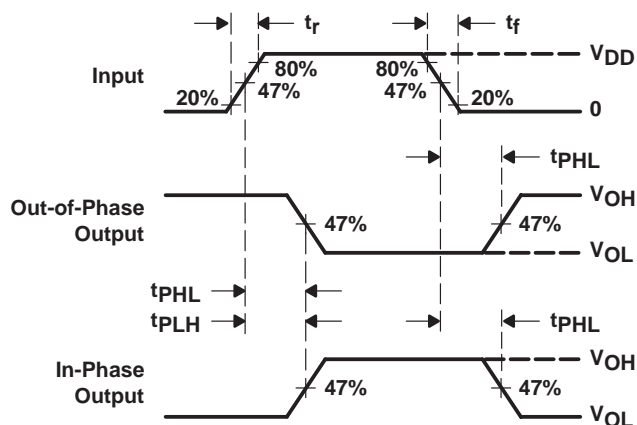 tr
tf
VDD
Input
80%
80%
20%
47%
47%
20%
0
tPHL
VOH
Out-of-Phase
Output
47%
47%
VOL
tPHL
tPLH
tPHL
In-Phase
Output
VOH
47%
47%
VOL